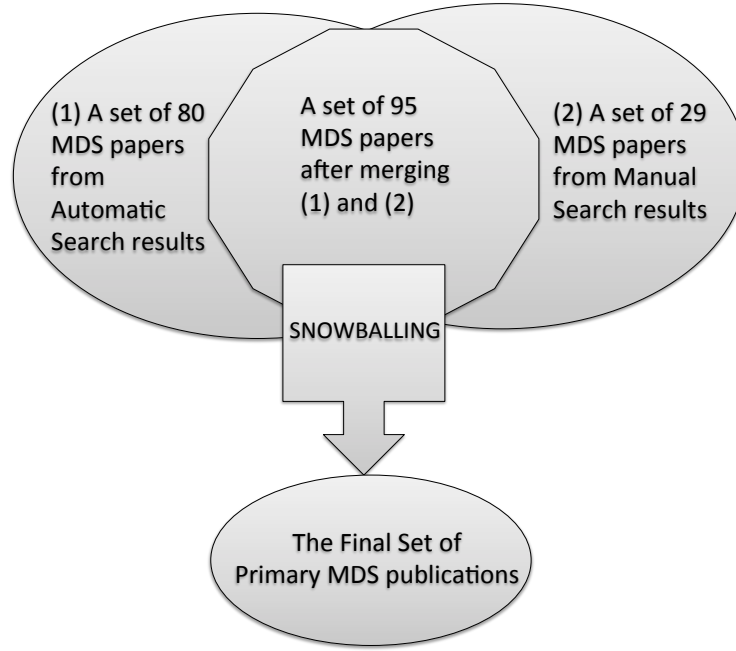 (1) A set of 80
MDS papers
from
Automatic
Search results
A set of 95
MDS papers
after merging
(1) and (2)
(2) A set of 29
MDS papers
from Manual
Search results
SNOWBALLING
The Final Set of
Primary MDS publications